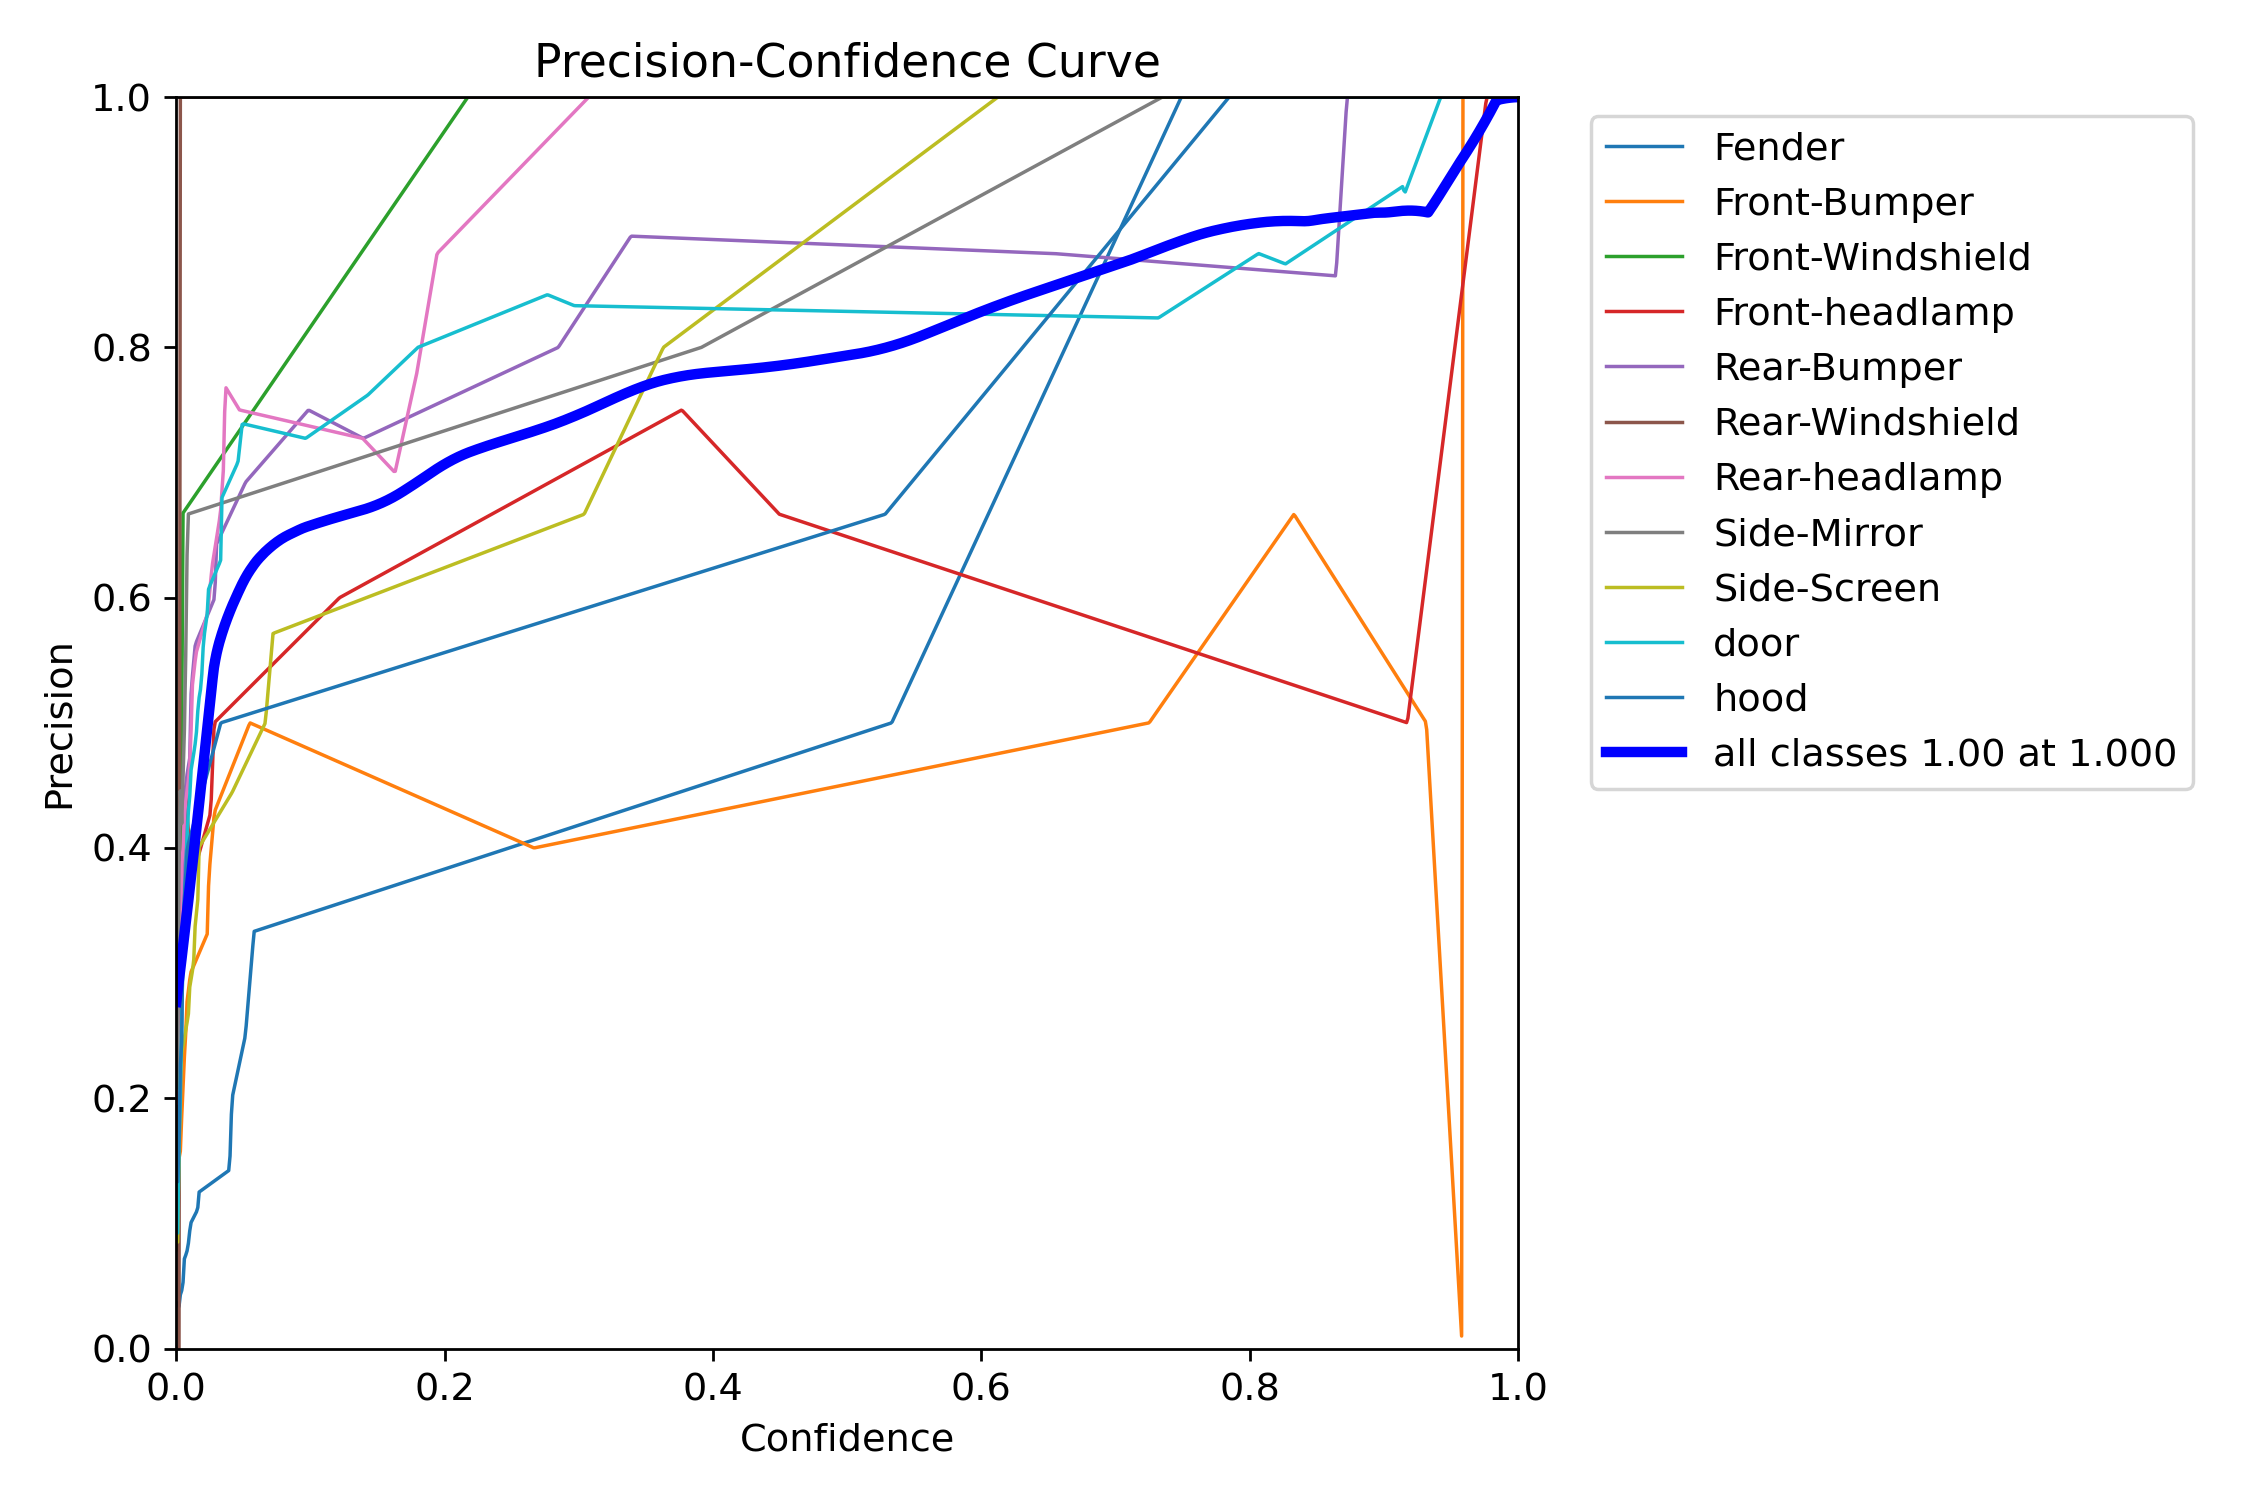 Precision-Confidence Curve
1.0
0.8
0.6
0.4
0.2
0.0
Precision
0.0 0.2 0.4 0.6 0.8 1.0
Confidence
Fender
Front-Bumper
Front-Windshield
Front-headlamp
Rear-Bumper
Rear-Windshield
Rear-headlamp
Side-Mirror
Side-Screen
door
hood
all classes 1.00 at 1.000